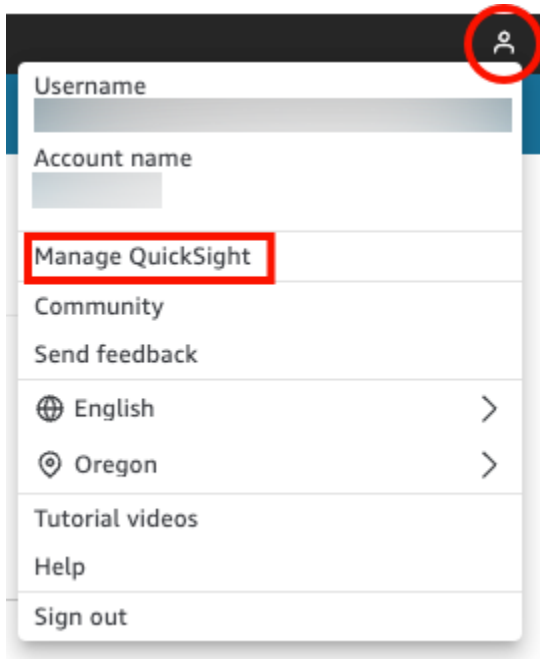 Username
Account name
Manage QuickSight
Community
Send feedback
English
Oregon
Tutorial videos
Help
Sign out